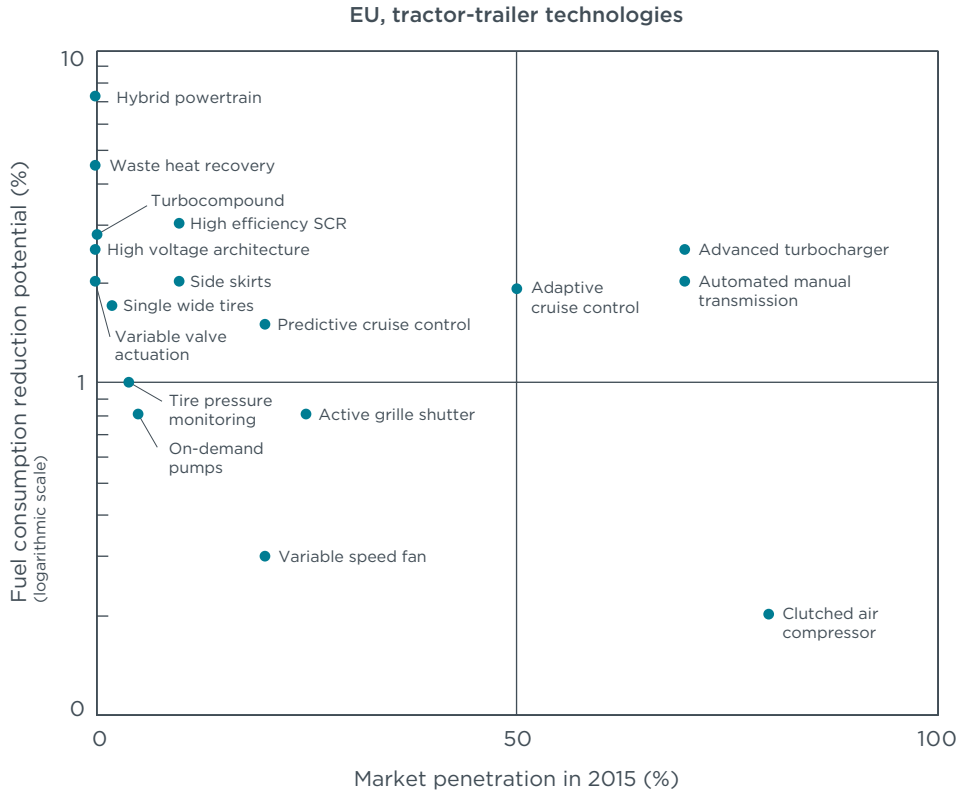 EU, tractor-trailer technologies
Fuel consumption reduction potential (%)
(logarithmic scale)
10
Hybrid powertrain
Waste heat recovery
Turbocompound
High efficiency SCR
High voltage architecture
Advanced turbocharger
Side skirts
Adaptive
cruise control
Automated manual
transmission
Single wide tires
Predictive cruise control
Variable valve
actuation
1
Tire pressure
monitoring
Active grille shutter
On-demand
pumps
Variable speed fan
Clutched air
compressor
0
0
50
100
Market penetration in 2015 (%)